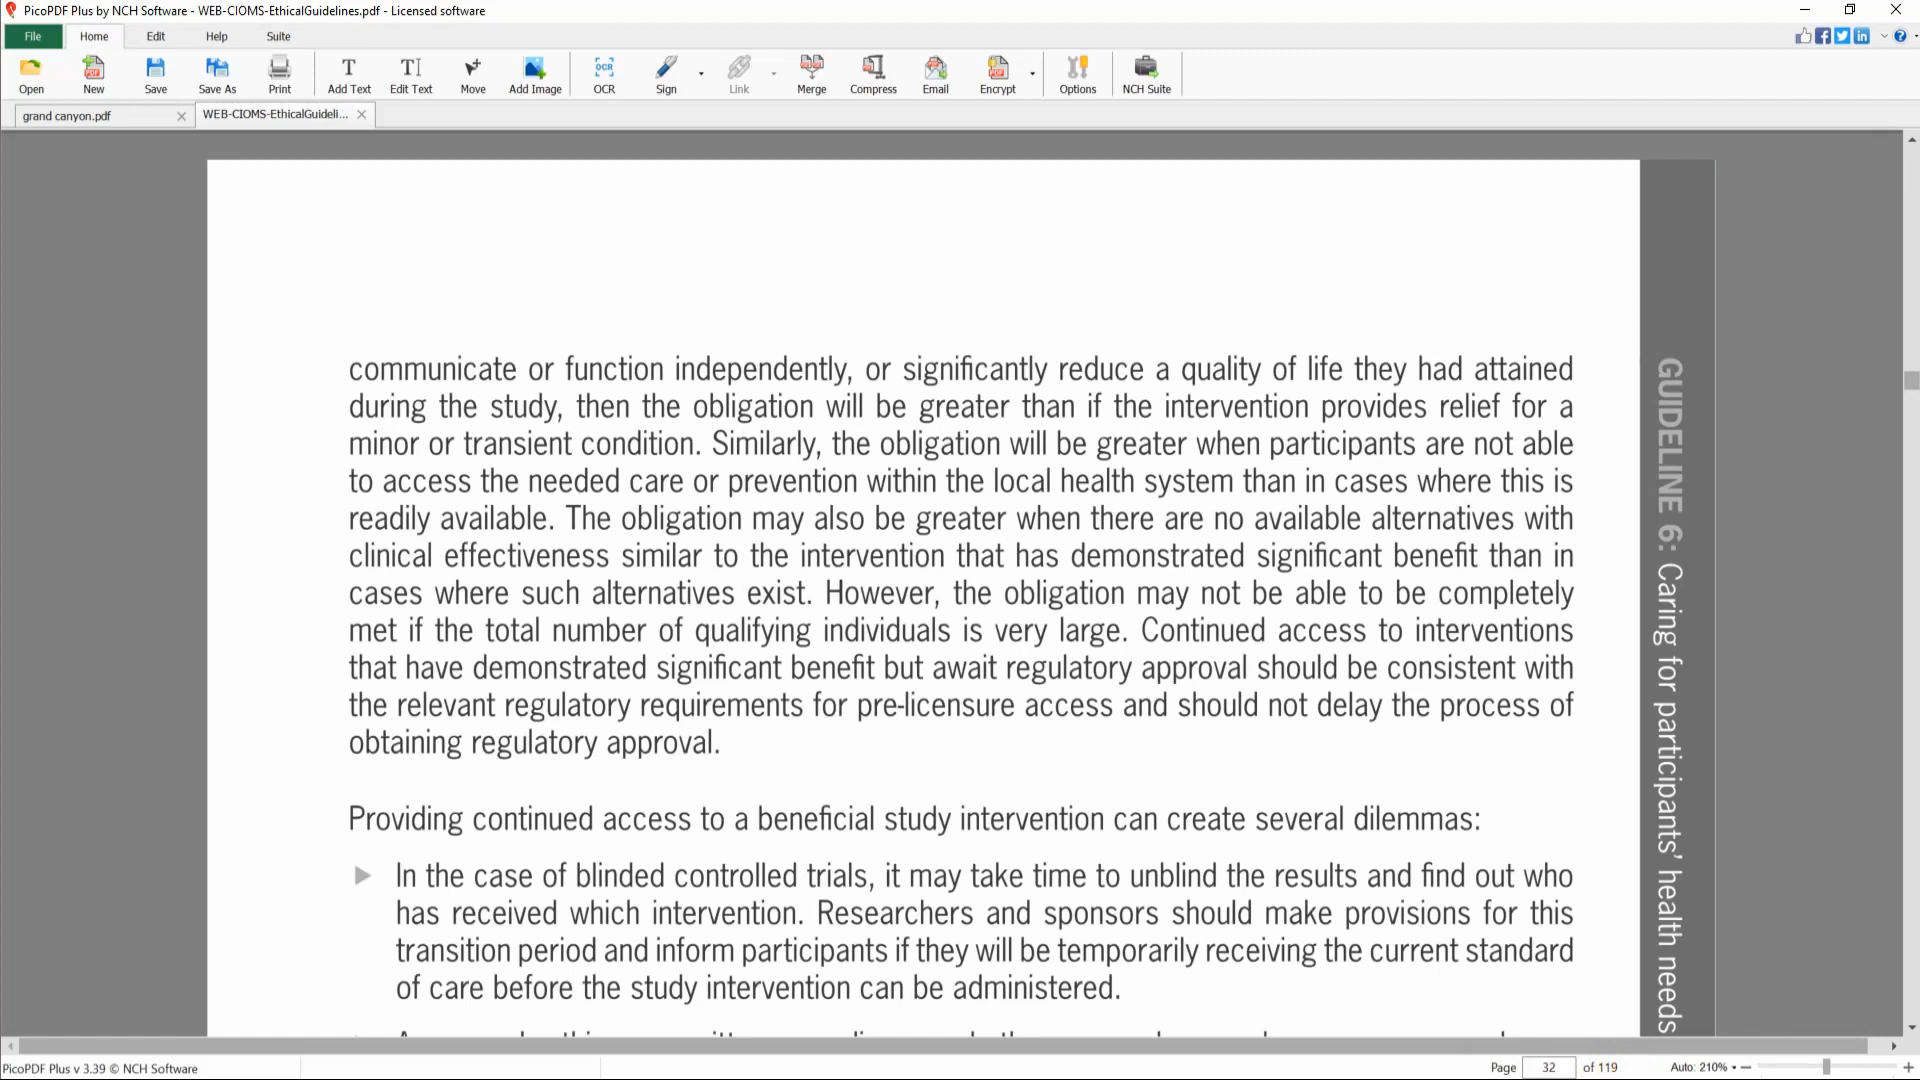 PicoPDF Plus by NCH Software - WEB-CIOMS-EthicalGuidelines.pdf - Licensed software
File Home Edit Help Suite
Open New Save Save As Print Add Text Edit Text Move Add Image OCR Sign Link Merge Compress Email Encrypt Options NCH Suite
grand canyon.pdf WEB-CIOMS-EthicalGuideli...
communicate or function independently, or significantly reduce a quality of life they had attained
during the study, then the obligation will be greater than if the intervention provides relief for a
minor or transient condition. Similarly, the obligation will be greater when participants are not able
to access the needed care or prevention within the local health system than in cases where this is
readily available. The obligation may also be greater when there are no available alternatives with
clinical effectiveness similar to the intervention that has demonstrated significant benefit than in
cases where such alternatives exist. However, the obligation may not be able to be completely
met if the total number of qualifying individuals is very large. Continued access to interventions
that have demonstrated significant benefit but await regulatory approval should be consistent with
the relevant regulatory requirements for pre-licensure access and should not delay the process of
obtaining regulatory approval.
Providing continued access to a beneficial study intervention can create several dilemmas:
In the case of blinded controlled trials, it may take time to unblind the results and find out who
has received which intervention. Researchers and sponsors should make provisions for this
transition period and inform participants if they will be temporarily receiving the current standard
of care before the study intervention can be administered.
GUIDELINE 6: Caring for participants' health needs
PicoPDF Plus v 3.39 © NCH Software
Page 32 of 119 Auto: 210%